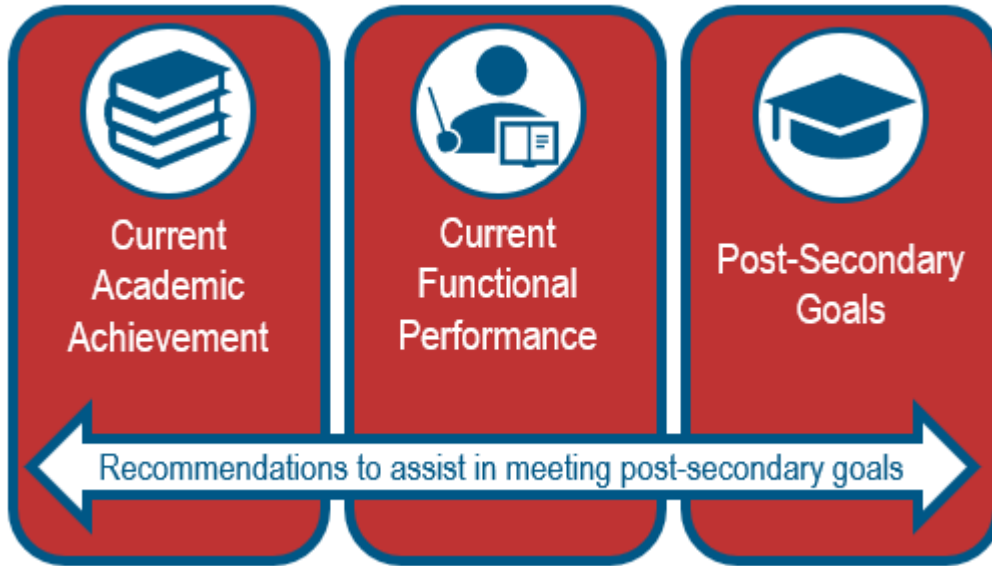 Current
Academic
Achievement
Current
Functional
Performance
Post-Secondary
Goals
Recommendations to assist in meeting post-secondary goals